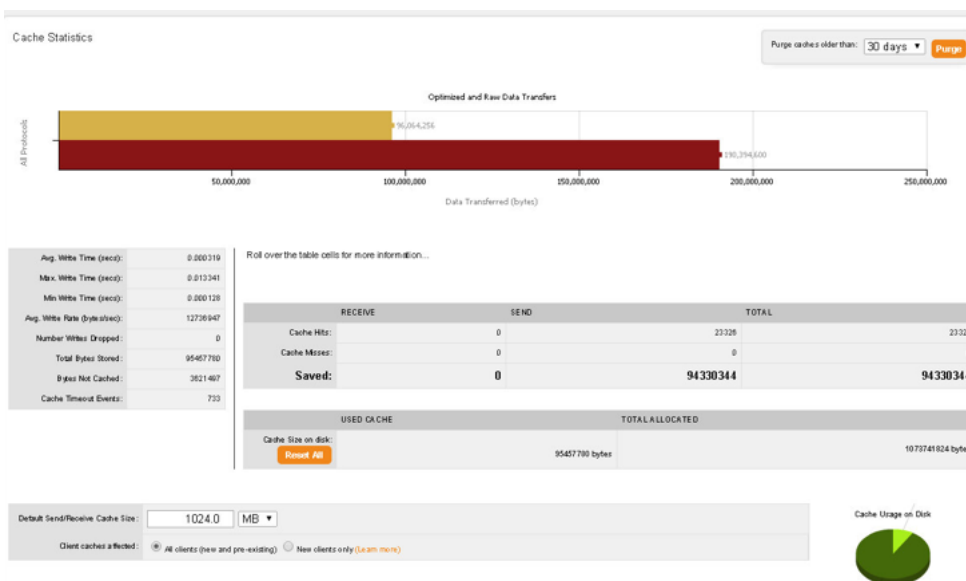 Cache Statistics
Purge caches older than: 30 days ▼ Purge
Optimized and Raw Data Transfers
96,064,256
190,394,600
All Protocols
50,000,000 100,000,000 150,000,000 200,000,000 250,000,000
Data Transferred (bytes)
Avg. Write Time (secs): 0.000319
Max. Write Time (secs): 0.013341
Min Write Time (secs): 0.000128
Avg. Write Rate (bytes/sec): 12736947
Number Writes Dropped: 0
Total Bytes Stored: 95457780
Bytes Not Cached: 3621497
Cache Timeout Events: 733
Roll over the table cells for more information...
RECEIVE SEND TOTAL
Cache Hits: 0 23326 2332
Cache Misses: 0 0
Saved: 0 94330344 9433034
USED CACHE TOTAL ALLOCATED
Cache Size on disk: 95457780 bytes 1073741824 byte
Reset All
Default Send/Receive Cache Size: 1024.0 MB ▼
Client caches affected: All clients (new and pre-existing) New clients only (Learn more)
Cache Usage on Disk